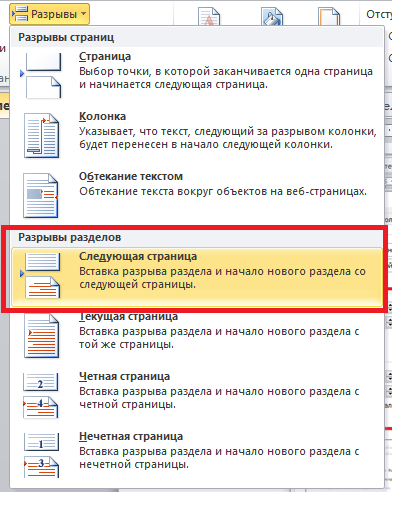 Разрывы
Отсту
Разрывы страниц
Страница
Выбор точки, в которой заканчивается одна страница
и начинается следующая страница.
Колонка
Указывает, что текст, следующий за разрывом колонки,
будет перенесен в начало следующей колонки.
Обтекание текстом
Обтекание текста вокруг объектов на веб-страницах.
Разрывы разделов
Следующая страница
Вставка разрыва раздела и начало нового раздела со
следующей страницы.
Текущая страница
Вставка разрыва раздела и начало нового раздела с
той же страницы.
Четная страница
2
Вставка разрыва раздела и начало нового раздела с
4
четной страницы.
Нечетная страница
1
Вставка разрыва раздела и начало нового раздела с
3
нечетной страницы.